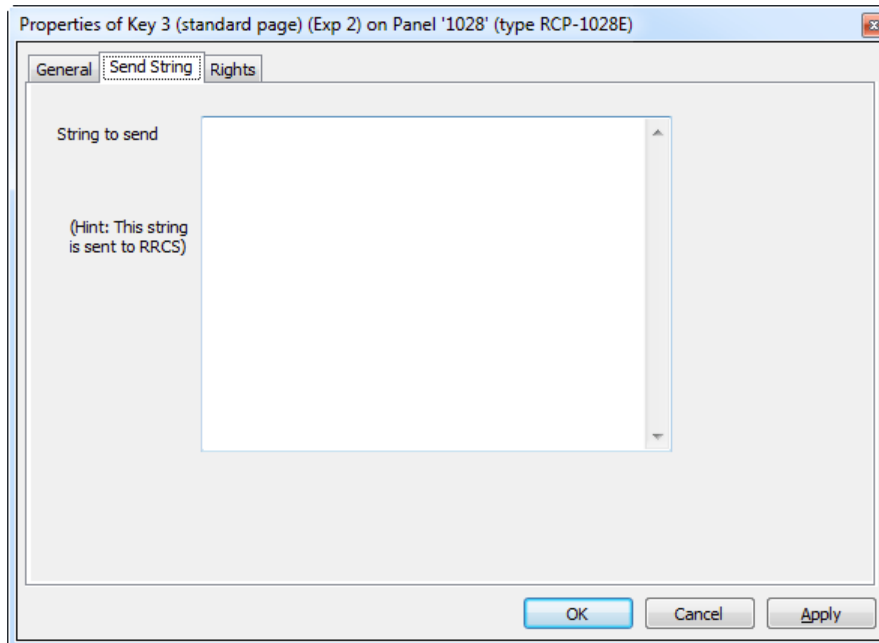 Properties of Key 3 (standard page) (Exp 2) on Panel '1028' (type RCP-1028E)
General Send String Rights
String to send
(Hint: This string
is sent to RRCS)
OK Cancel Apply